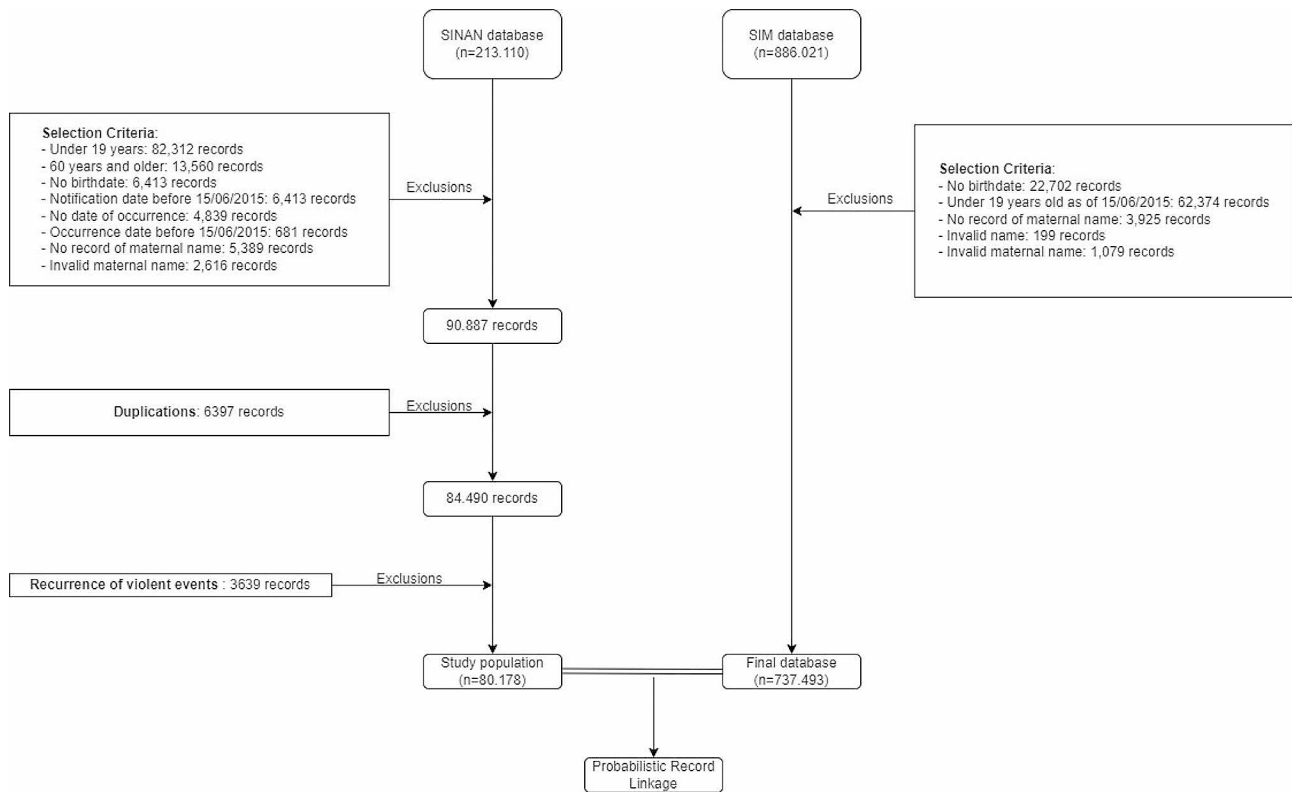 SINAN database
(n=213.110)
SIM database
(n=886.021)
Selection Criteria:
- Under 19 years: 82,312 records
- 60 years and older: 13,560 records
- No birthdate: 6,413 records
- Notification date before 15/06/2015: 6,413 records
- No date of occurrence: 4,839 records
- Occurrence date before 15/06/2015: 681 records
- No record of maternal name: 5,389 records
- Invalid maternal name: 2,616 records
Exclusions
Exclusions
Selection Criteria:
- No birthdate: 22,702 records
- Under 19 years old as of 15/06/2015: 62,374 records
- No record of maternal name: 3,925 records
- Invalid name: 199 records
- Invalid maternal name: 1,079 records
90.887 records
Duplications: 6397 records
Exclusions
84.490 records
Recurrence of violent events : 3639 records
Exclusions
Study population
(n=80.178)
Final database
(n=737.493)
Probabilistic Record
Linkage